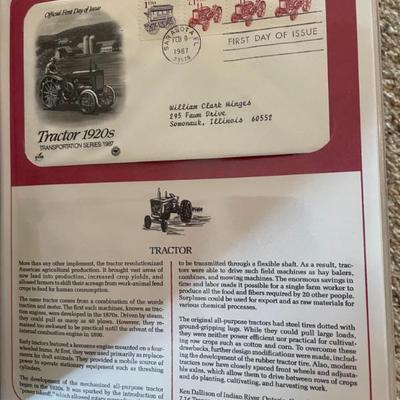 Official First Day of Issue
SARASOTA, FL
FEB 9
1987
FIRST DAY OF ISSUE
William Clark Hinges
295 Fawn Drive
Somonauk, Illinois 60552
Tractor 1920s
TRANSPORTATION SERIES 1987
TRACTOR
More than any other implement, the tractor revolutionized
American agricultural production. It brought vast areas of
new land into production, increased crop yields, and
allowed farmers to shift their acreage from work-animal feed
crops to food for human consumption.
The name tractor comes from a combination of the words
traction and motor. The first such machines, known as trac-
tion engines, were developed in the 1870s. Driven by steam,
they could pull as many as 40 plows. However, they re-
mained too awkward to be practical until the advent of the
internal combustion engine in 1890.
Early tractors featured a kerosene engine mounted on a four-
wheeled frame. At first, they were used primarily as replace-
ments for draft animals. They provided a mobile source of
power to operate stationary equipment such as threshing
machines.
The development of the mechanized all-purpose tractor
began in the 1920s. It was sparked by the introduction of
to be transmitted through a flexible shaft. As a result, trac-
tors were able to drive such field machines as hay balers,
combines, and mowing machines. The enormous savings in
time and labor made it possible for a single farm worker to
produce all the food and fibers required by 20 other people.
Surpluses could be used for export and as raw materials for
various chemical processes.
The original all-purpose tractors had steel tires dotted with
ground-gripping lugs. While they could pull large loads,
they were neither efficient nor practical for cultivat-
ing row crops such as cotton and corn. To overcome these
drawbacks, further design modifications were made, includ-
ing the development of the rubber tractor tire. Also, modern
tractors now have closely spaced front wheels and adjust-
able axles, which allow them to drive between rows of crops
and do planting, cultivating, and harvesting work.
Ken Dallison of Indian River, Ontario,